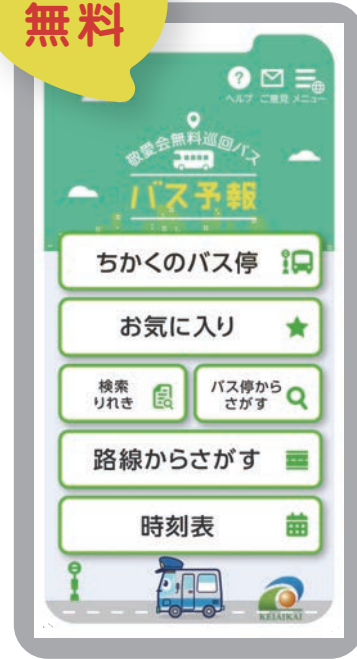 無料
ヘルプ ご意見 メニュー
敬愛会無料巡回バス
バス予報
ちかくのバス停
お気に入り
検索
りれき
バス停から
さがす
路線からさがす
時刻表
KEIAIKAI